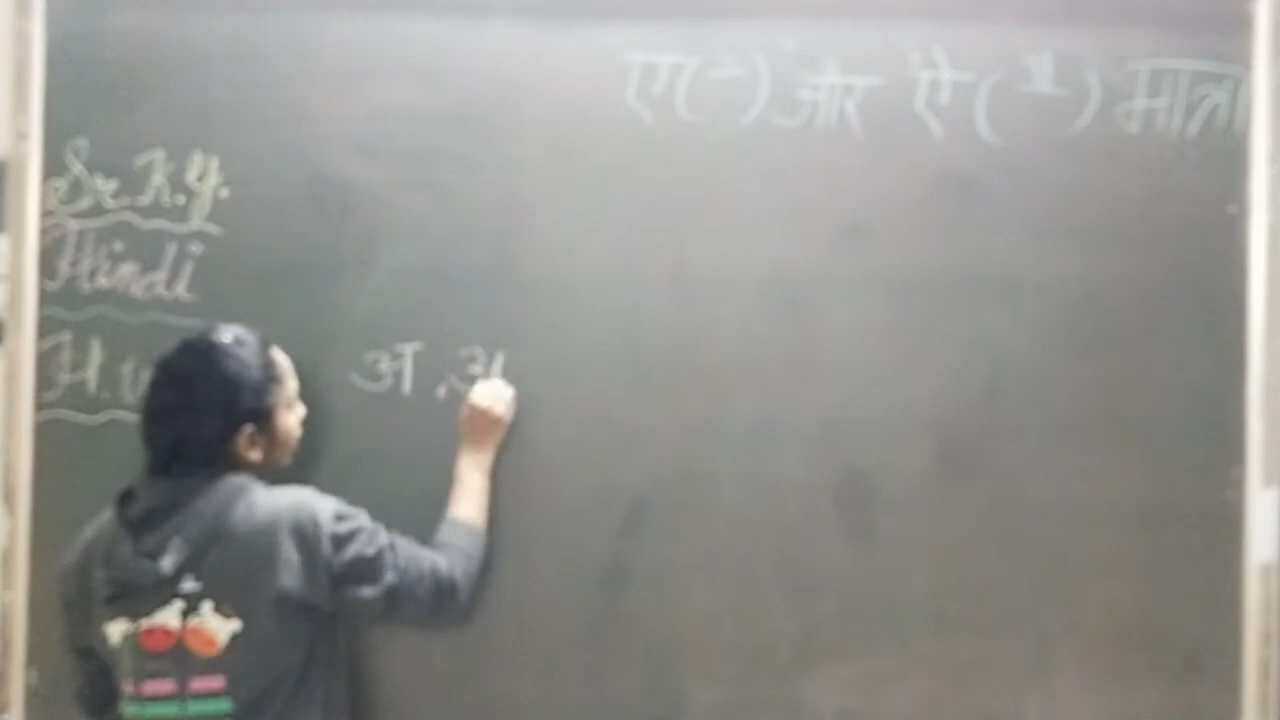 ए(े) और ऐ(ै) मात्रा
Sr. K.G.
Hindi
H.W
अ, अ